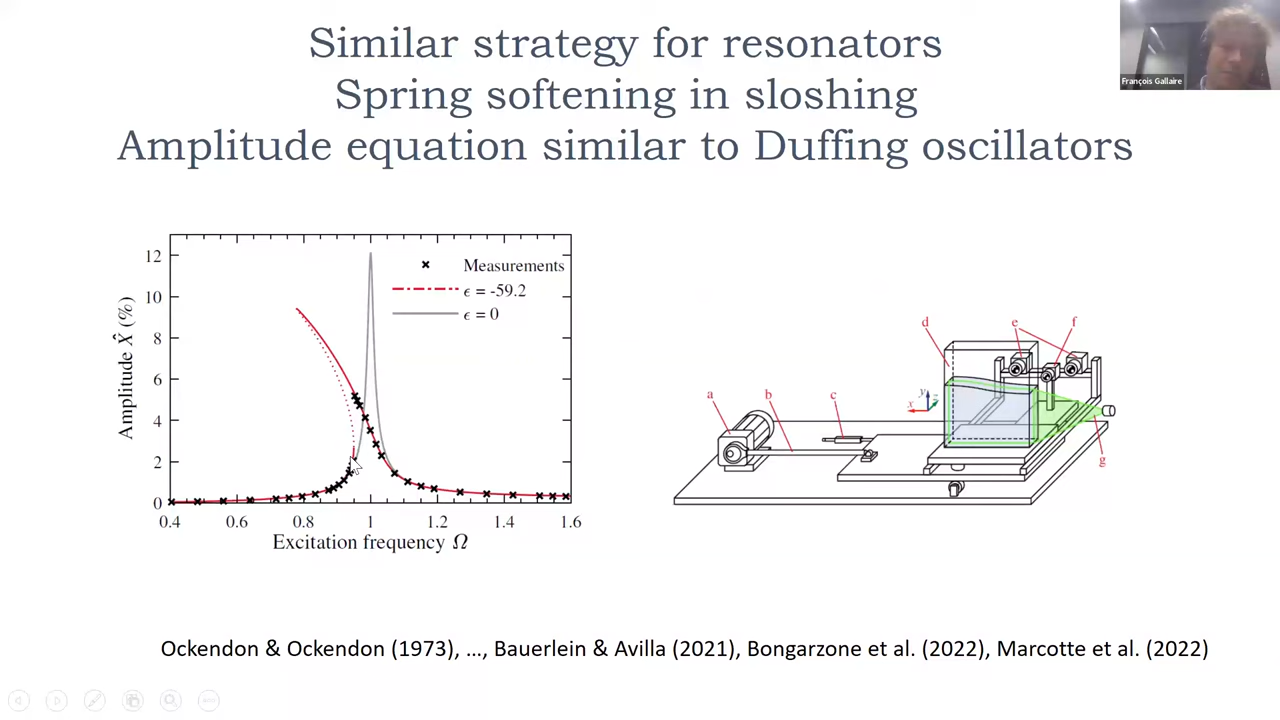 Similar strategy for resonators
Spring softening in sloshing
Amplitude equation similar to Duffing oscillators
François Gallaire
12
10
8
6
4
2
0
Amplitude X̂ (%)
Measurements
ϵ = -59.2
ϵ = 0
0.4 0.6 0.8 1 1.2 1.4 1.6
Excitation frequency Ω
a b c d e f g
x y z
Ockendon & Ockendon (1973), ..., Bauerlein & Avilla (2021), Bongarzone et al. (2022), Marcotte et al. (2022)